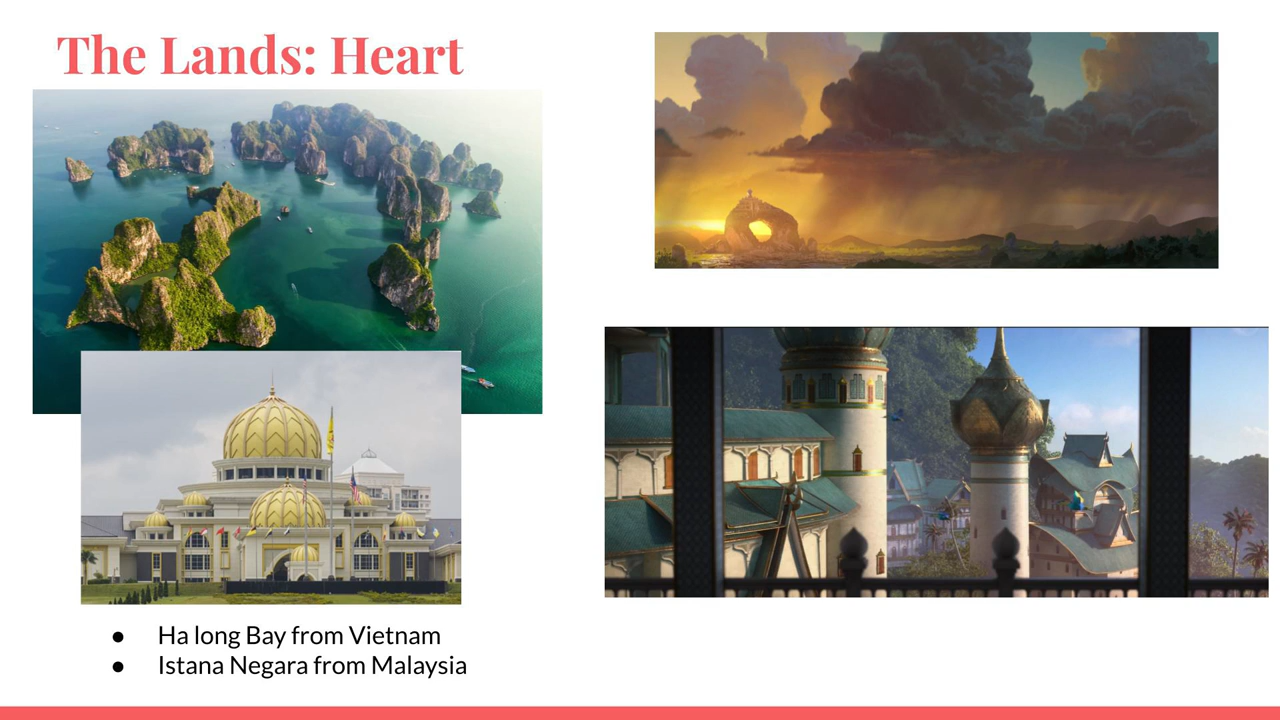 The Lands: Heart
● Ha long Bay from Vietnam
● Istana Negara from Malaysia